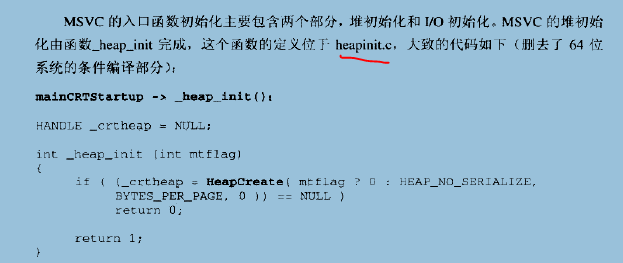 MSVC 的入口函数初始化主要包含两个部分，堆初始化和 I/O 初始化。MSVC 的堆初始
化由函数_heap_init 完成，这个函数的定义位于 heapinit.c，大致的代码如下（删去了 64 位
系统的条件编译部分）：
mainCRTStartup -> _heap_init():
HANDLE _crtheap = NULL;
int _heap_init (int mtflag)
{
if ( (_crtheap = HeapCreate( mtflag ? 0 : HEAP_NO_SERIALIZE,
BYTES_PER_PAGE, 0 )) == NULL )
return 0;
return 1;
}